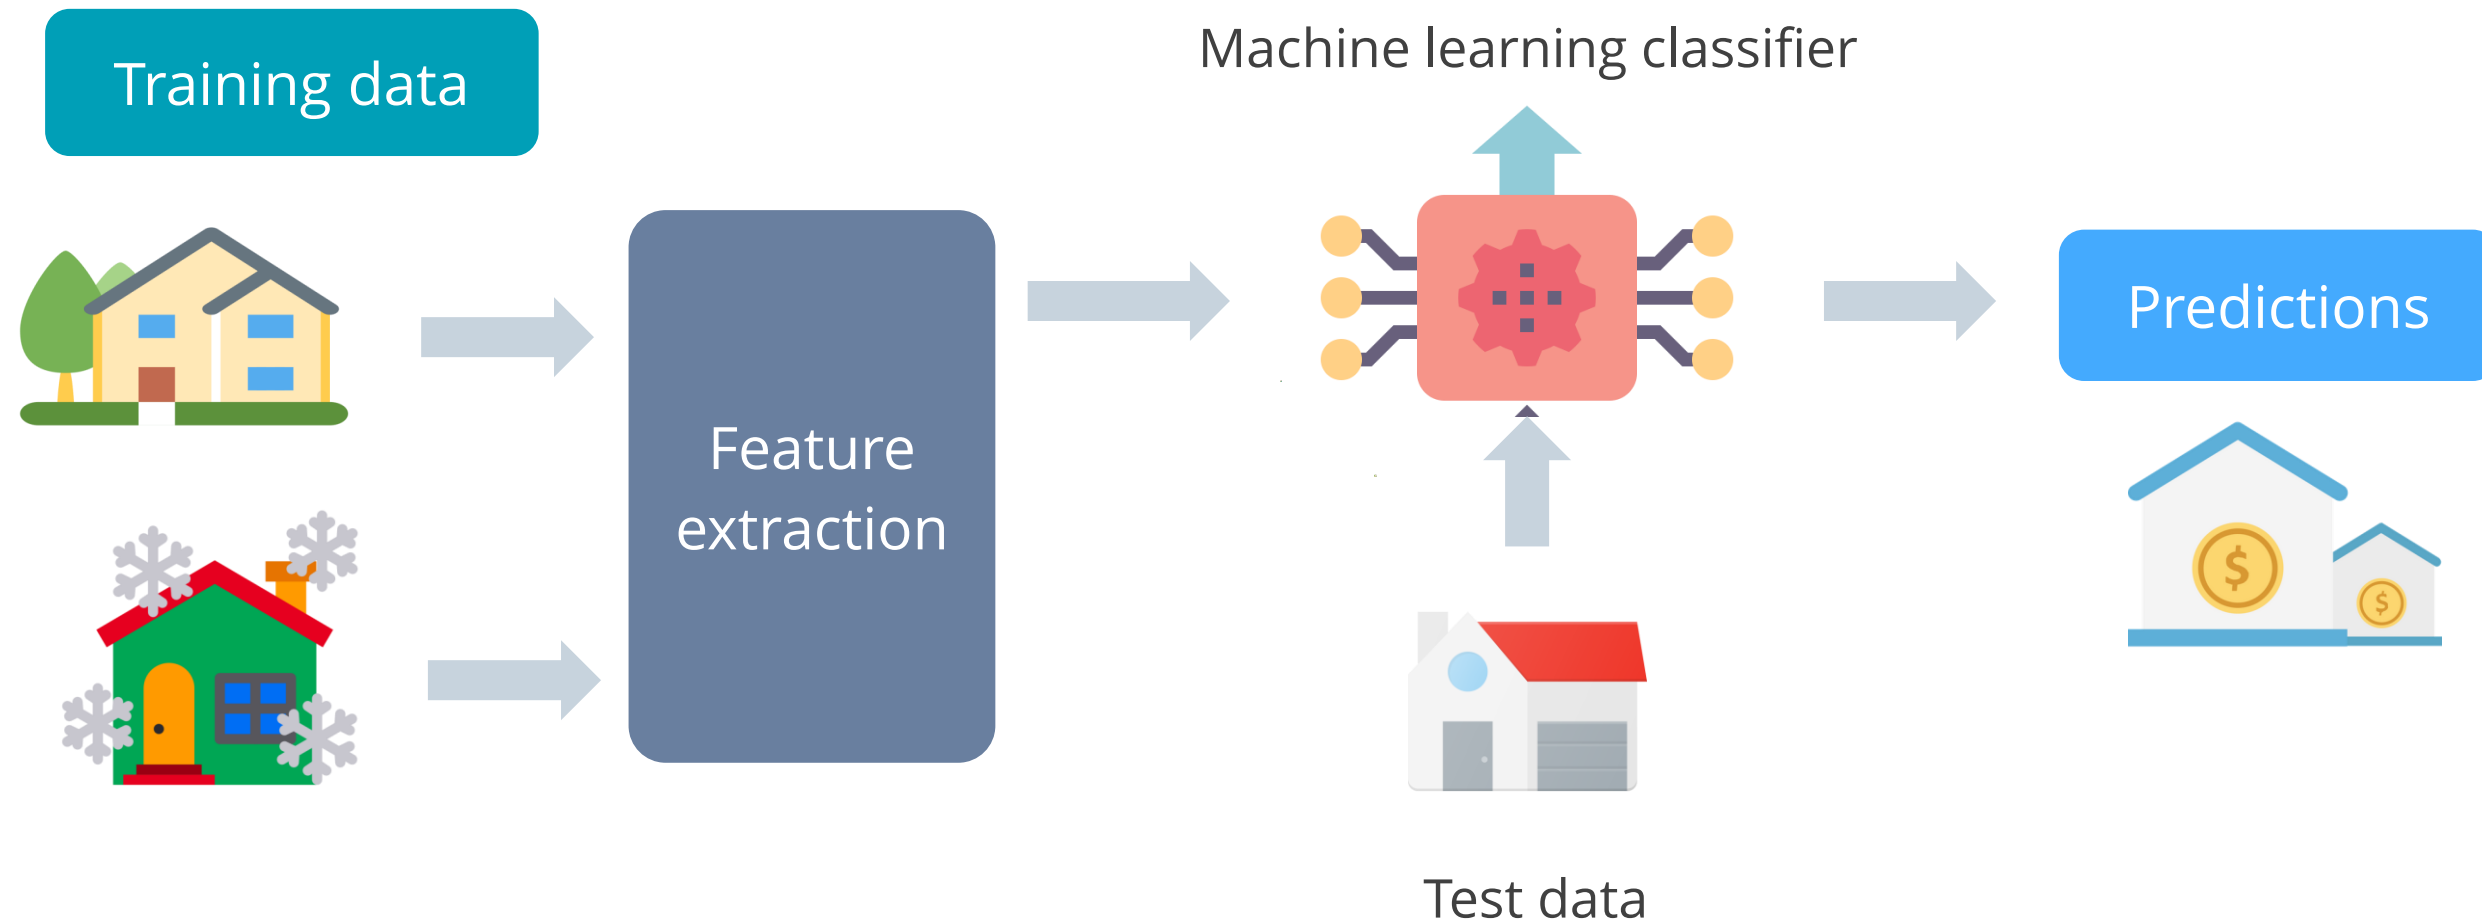 Training data
Machine learning classifier
Feature
extraction
Predictions
$
$
Test data